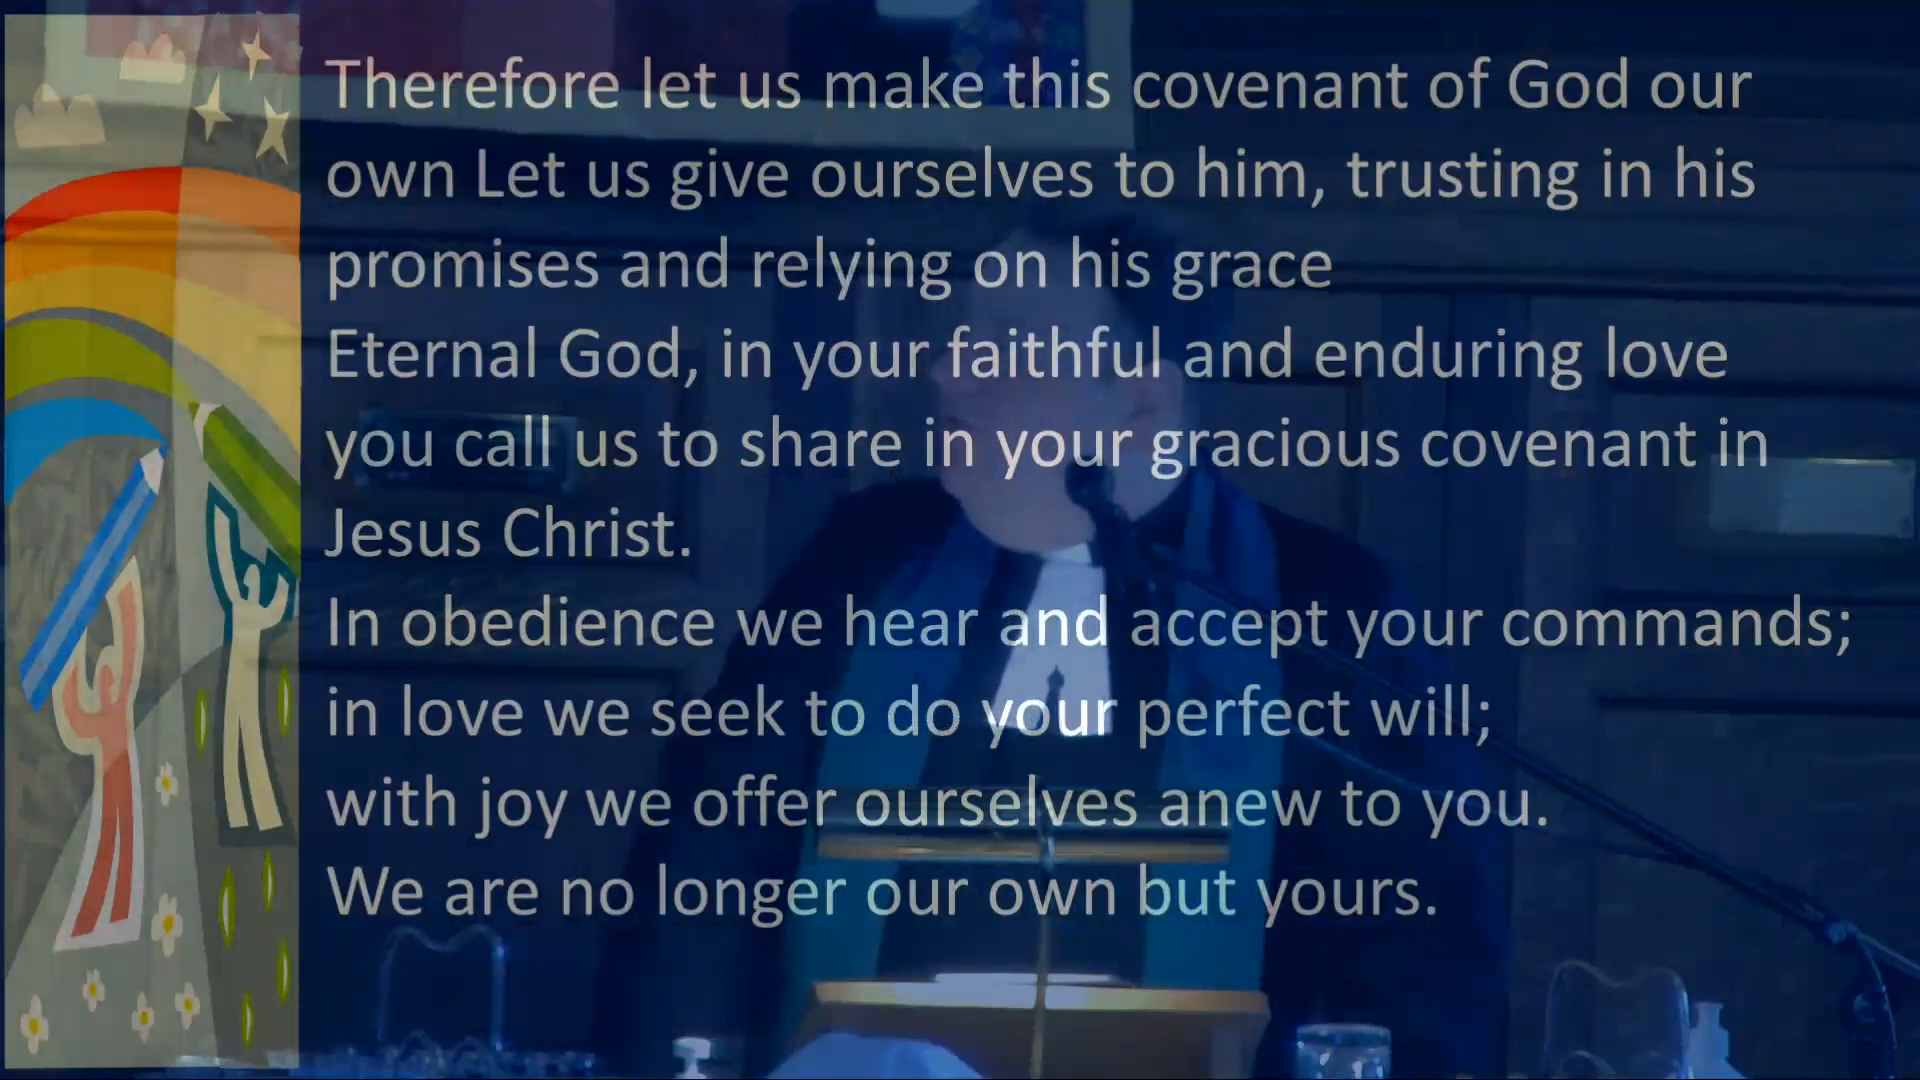 Therefore let us make this covenant of God our
own Let us give ourselves to him, trusting in his
promises and relying on his grace
Eternal God, in your faithful and enduring love
you call us to share in your gracious covenant in
Jesus Christ.
In obedience we hear and accept your commands;
in love we seek to do your perfect will;
with joy we offer ourselves anew to you.
We are no longer our own but yours.